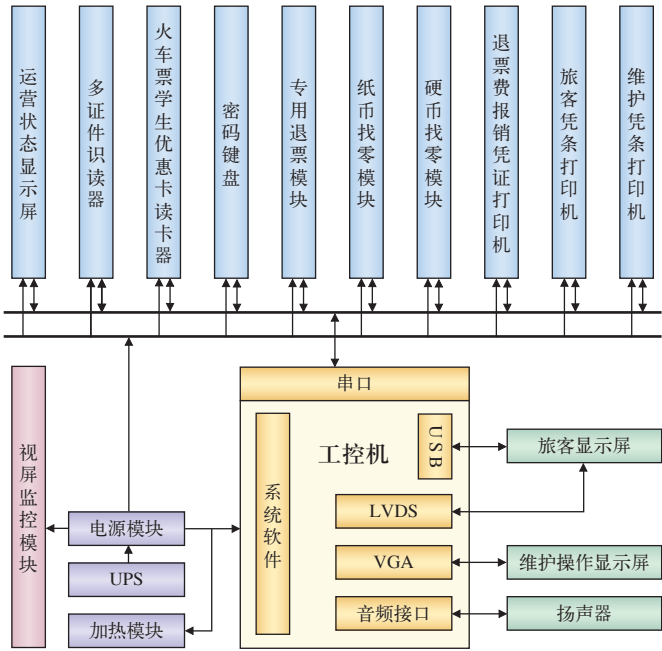 运营状态显示屏
多证件识读器
火车票学生优惠卡读卡器
密码键盘
专用退票模块
纸币找零模块
硬币找零模块
退票费报销凭证打印机
旅客凭条打印机
维护凭条打印机
串口
视屏监控模块
工控机
USB
旅客显示屏
系统软件
LVDS
电源模块
VGA
维护操作显示屏
UPS
音频接口
扬声器
加热模块